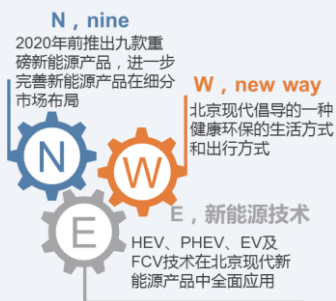 N，nine
2020年前推出九款重
磅新能源产品，进一步
完善新能源产品在细分
市场布局
W，new way
北京现代倡导的一种
健康环保的生活方式
和出行方式
N
W
E
E，新能源技术
HEV、PHEV、EV及
FCV技术在北京现代新
能源产品中全面应用